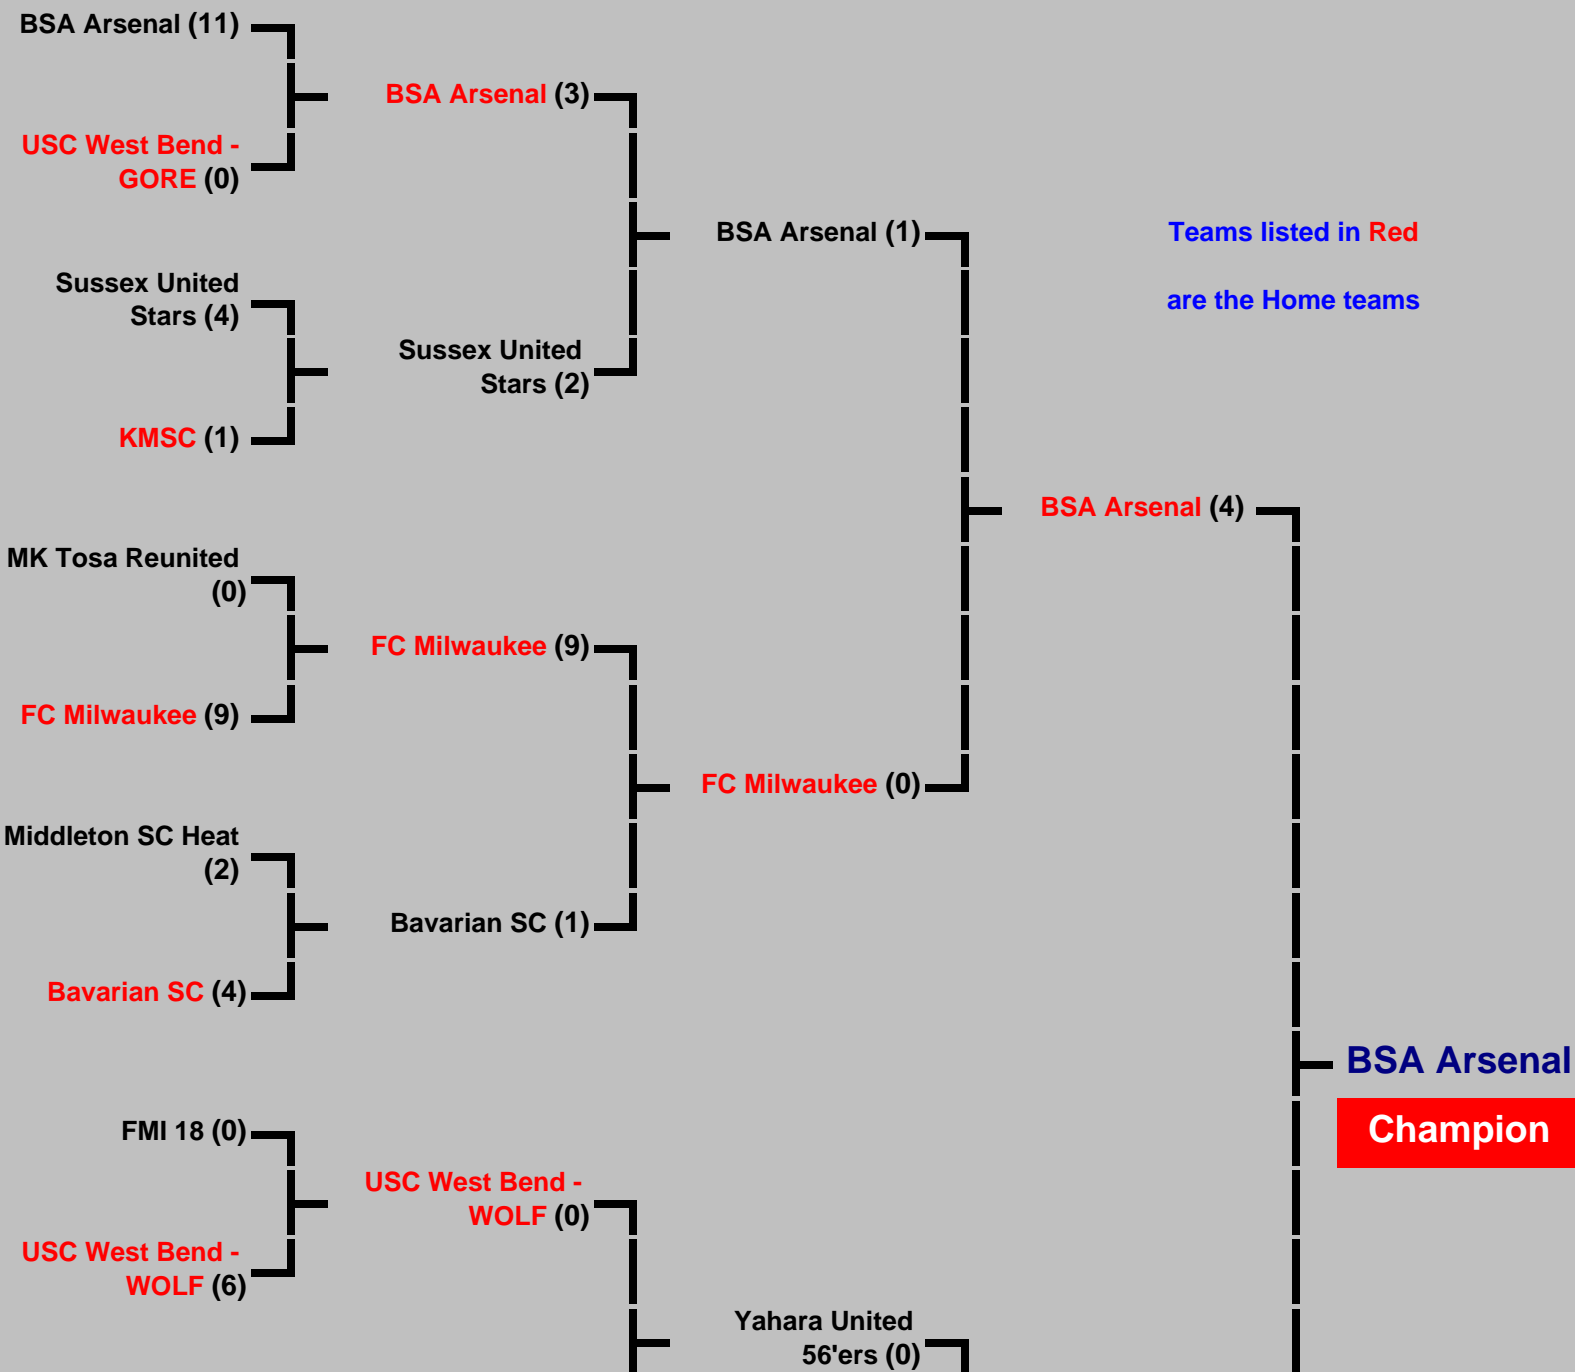 BSA Arsenal (11)
USC West Bend -
GORE (0)
Sussex United
Stars (4)
KMSC (1)
MK Tosa Reunited
(0)
FC Milwaukee (9)
Middleton SC Heat
(2)
Bavarian SC (4)
FMI 18 (0)
USC West Bend -
WOLF (6)
BSA Arsenal (3)
Sussex United
Stars (2)
FC Milwaukee (9)
Bavarian SC (1)
USC West Bend -
WOLF (0)
BSA Arsenal (1)
FC Milwaukee (0)
Yahara United
56'ers (0)
Teams listed in Red
are the Home teams
BSA Arsenal (4)
BSA Arsenal
Champion